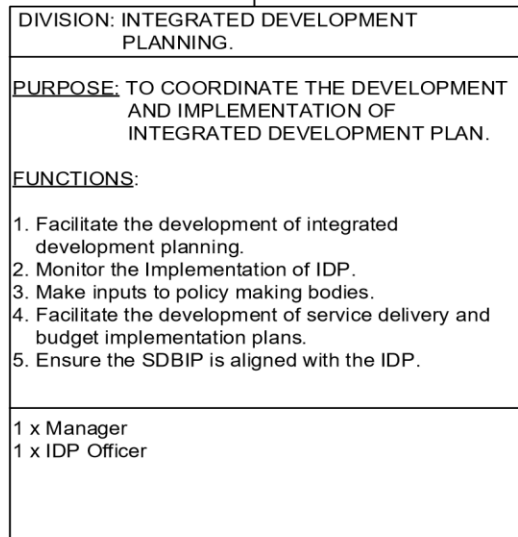 DIVISION: INTEGRATED DEVELOPMENT
PLANNING.
PURPOSE: TO COORDINATE THE DEVELOPMENT
AND IMPLEMENTATION OF
INTEGRATED DEVELOPMENT PLAN.
FUNCTIONS:
1. Facilitate the development of integrated
development planning.
2. Monitor the Implementation of IDP.
3. Make inputs to policy making bodies.
4. Facilitate the development of service delivery and
budget implementation plans.
5. Ensure the SDBIP is aligned with the IDP.
1 x Manager
1 x IDP Officer